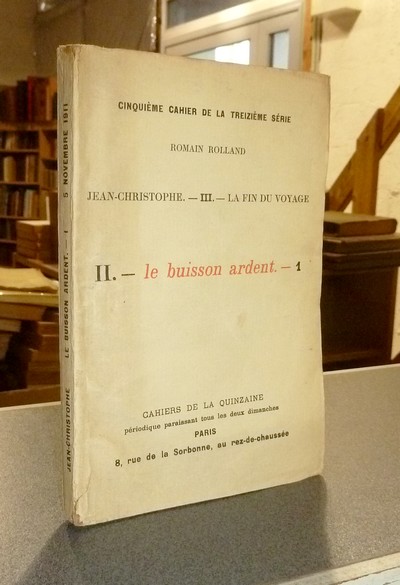 CINQUIÈME CAHIER DE LA TREIZIÈME SÉRIE
ROMAIN ROLLAND
JEAN-CHRISTOPHE. — III. — LA FIN DU VOYAGE
II. — le buisson ardent. — 1
CAHIERS DE LA QUINZAINE
périodique paraissant tous les deux dimanches
PARIS
8, rue de la Sorbonne, au rez-de-chaussée
JEAN-CHRISTOPHE LE BUISSON ARDENT. — 1 5 NOVEMBRE 1911